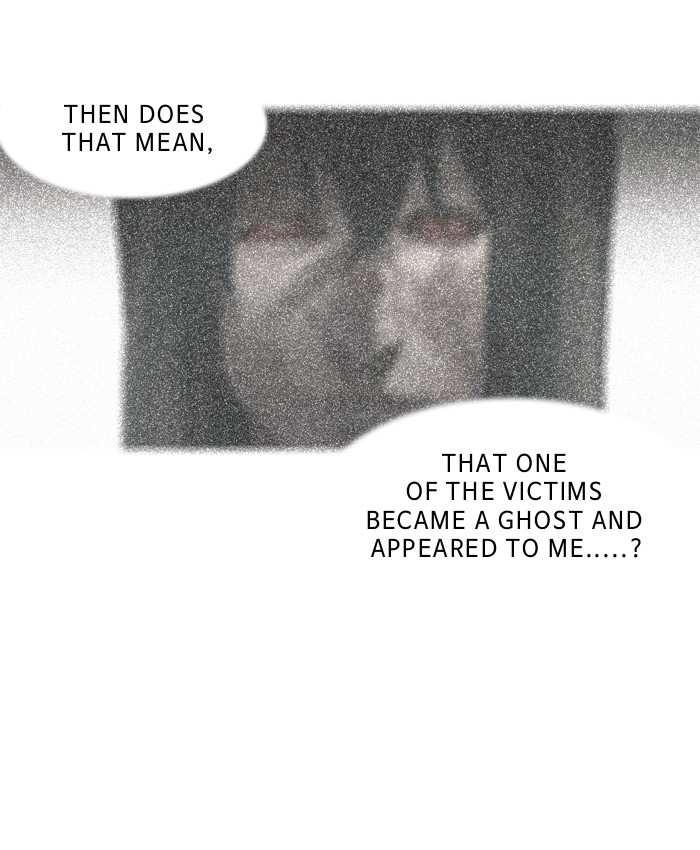 THEN DOES
THAT MEAN,
THAT ONE
OF THE VICTIMS
BECAME A GHOST AND
APPEARED TO ME.....?